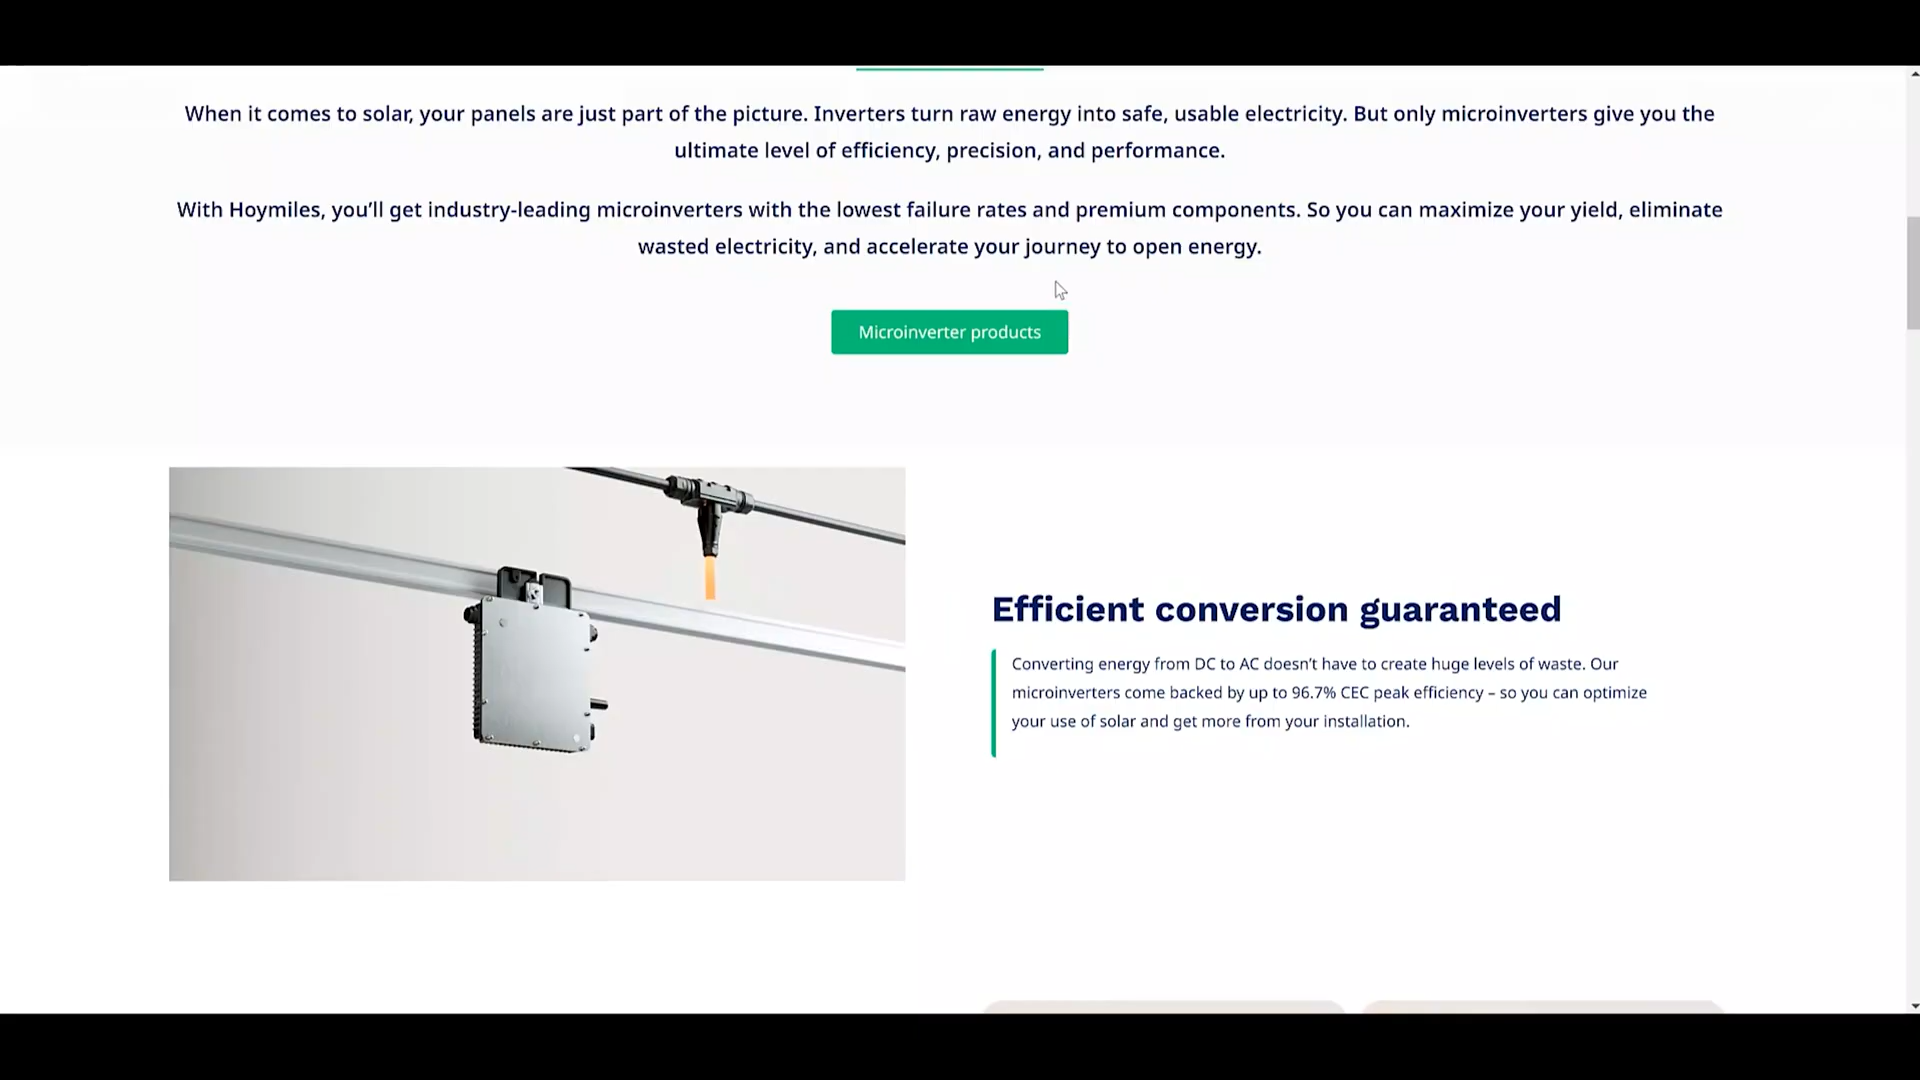 When it comes to solar, your panels are just part of the picture. Inverters turn raw energy into safe, usable electricity. But only microinverters give you the
ultimate level of efficiency, precision, and performance.
With Hoymiles, you’ll get industry-leading microinverters with the lowest failure rates and premium components. So you can maximize your yield, eliminate
wasted electricity, and accelerate your journey to open energy.
Microinverter products
Efficient conversion guaranteed
Converting energy from DC to AC doesn’t have to create huge levels of waste. Our
microinverters come backed by up to 96.7% CEC peak efficiency – so you can optimize
your use of solar and get more from your installation.